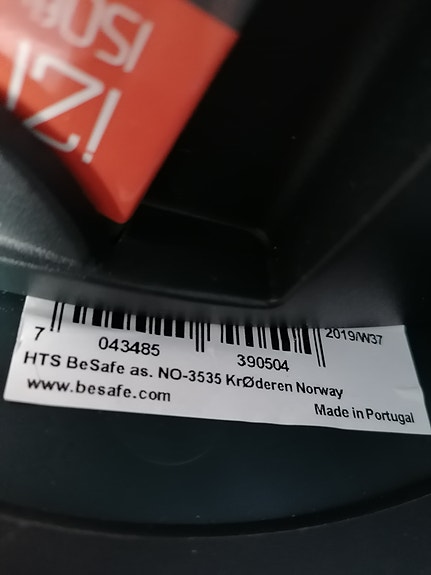 iZi
ISOfi
2019/W37
7 043485 390504
HTS BeSafe as. NO-3535 KrØderen Norway
www.besafe.com
Made in Portugal